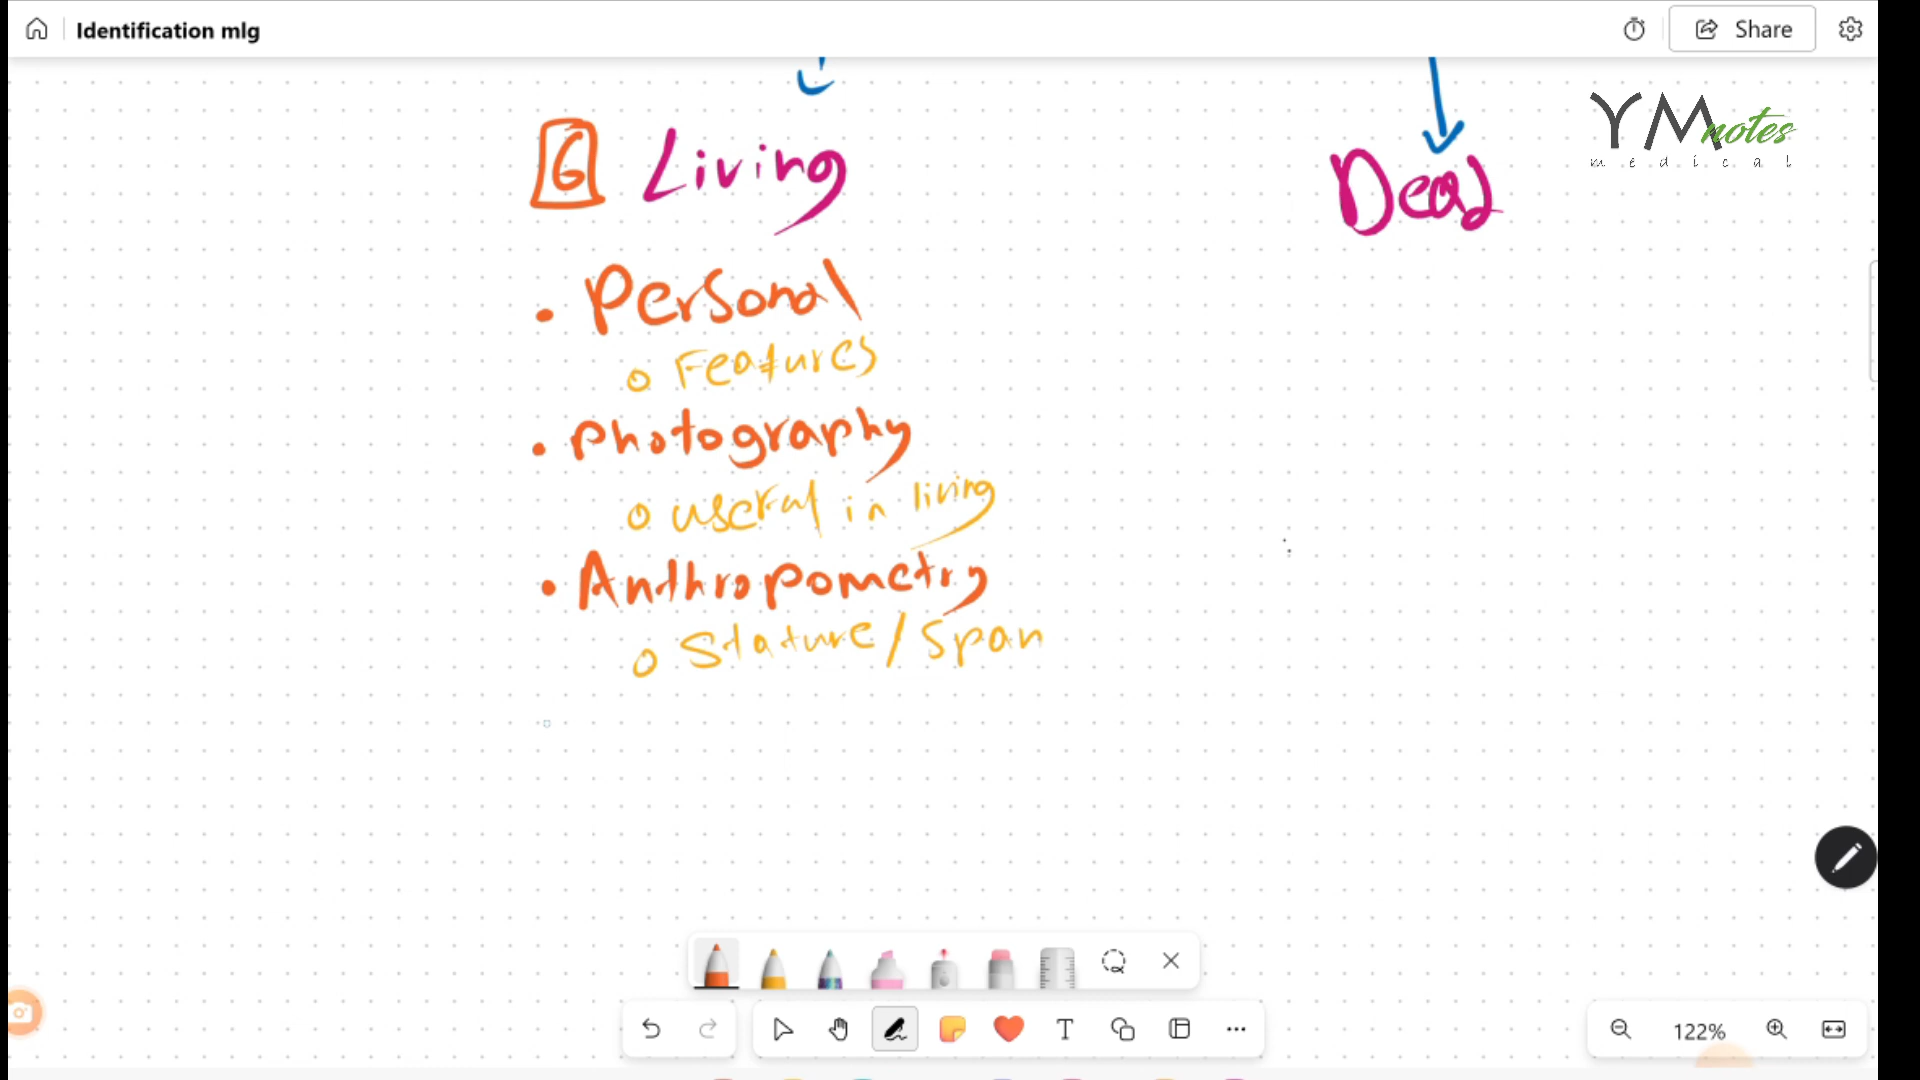 Identification mlg
Share
YM notes
medical
6 Living
Dead
• Personal
o Features
• Photography
o useful in living
• Anthropometry
o Stature/Span
122%